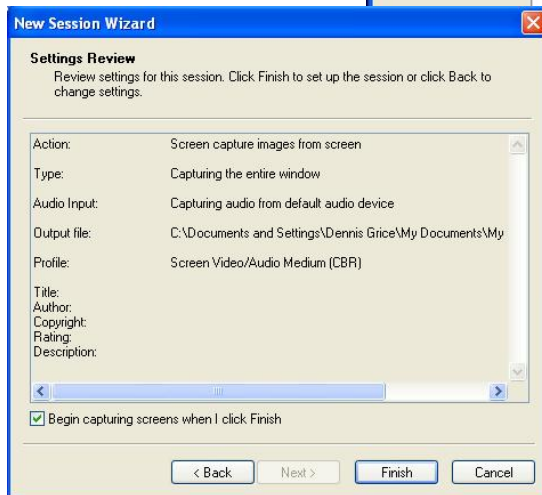 New Session Wizard
Settings Review
Review settings for this session. Click Finish to set up the session or click Back to
change settings.
Action: Screen capture images from screen
Type: Capturing the entire window
Audio Input: Capturing audio from default audio device
Output file: C:\Documents and Settings\Dennis Grice\My Documents\My
Profile: Screen Video/Audio Medium (CBR)
Title:
Author:
Copyright:
Rating:
Description:
Begin capturing screens when I click Finish
< Back Next > Finish Cancel